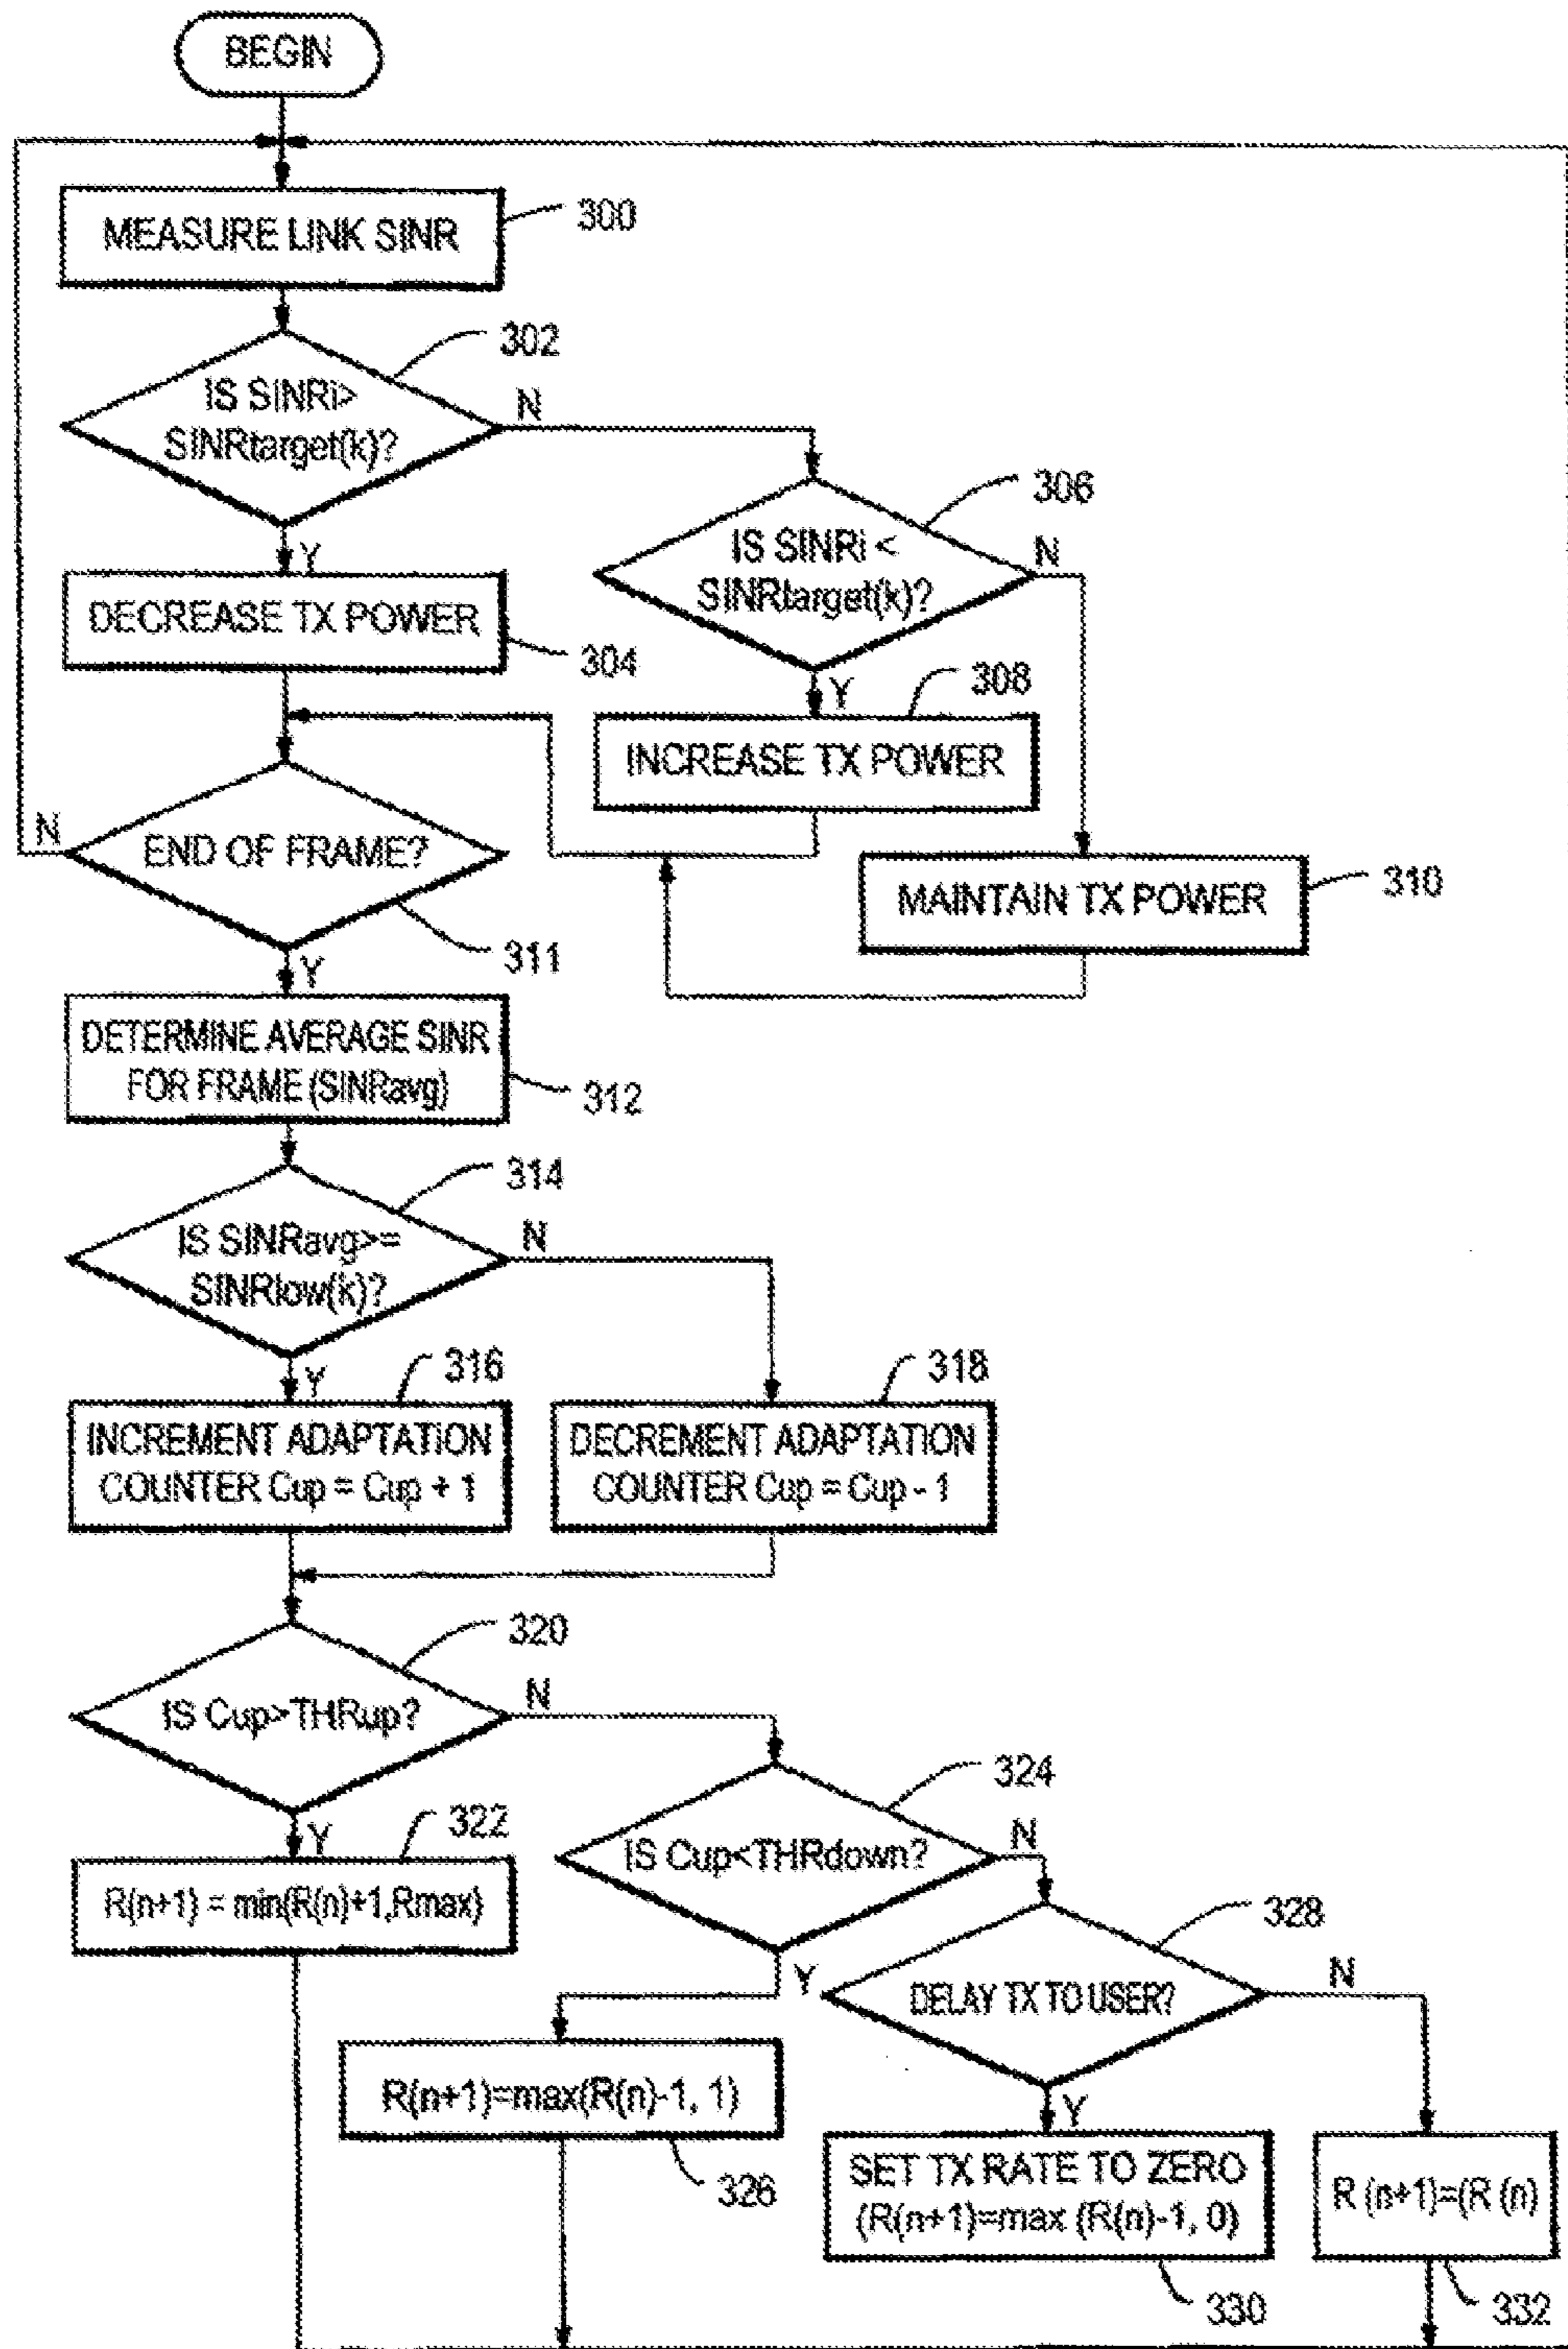 BEGIN
MEASURE LINK SINR
300
302
IS SINRi>
SINRtarget(k)?
N
Y
306
IS SINRi <
SINRtarget(k)?
N
Y
DECREASE TX POWER
304
308
INCREASE TX POWER
N
END OF FRAME?
311
Y
MAINTAIN TX POWER
310
DETERMINE AVERAGE SINR
FOR FRAME (SINRavg)
312
314
IS SINRavg>=
SINRlow(k)?
N
Y
316
INCREMENT ADAPTATION
COUNTER Cup = Cup + 1
318
DECREMENT ADAPTATION
COUNTER Cup = Cup - 1
320
IS Cup>THRup?
N
Y
322
R(n+1) = min(R(n)+1,Rmax)
324
IS Cup<THRdown?
N
Y
328
DELAY TX TO USER?
N
Y
R(n+1)=max(R(n)-1, 1)
326
SET TX RATE TO ZERO
(R(n+1)=max (R(n)-1, 0)
330
R (n+1)=(R (n)
332